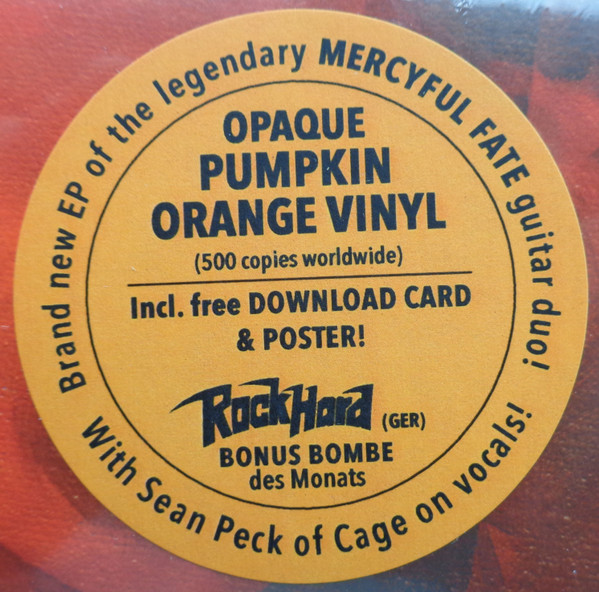 Brand new EP of the legendary MERCYFUL FATE guitar duo!
OPAQUE
PUMPKIN
ORANGE VINYL
(500 copies worldwide)
Incl. free DOWNLOAD CARD
& POSTER!
RockHard (GER)
BONUS BOMBE
des Monats
With Sean Peck of Cage on vocals!